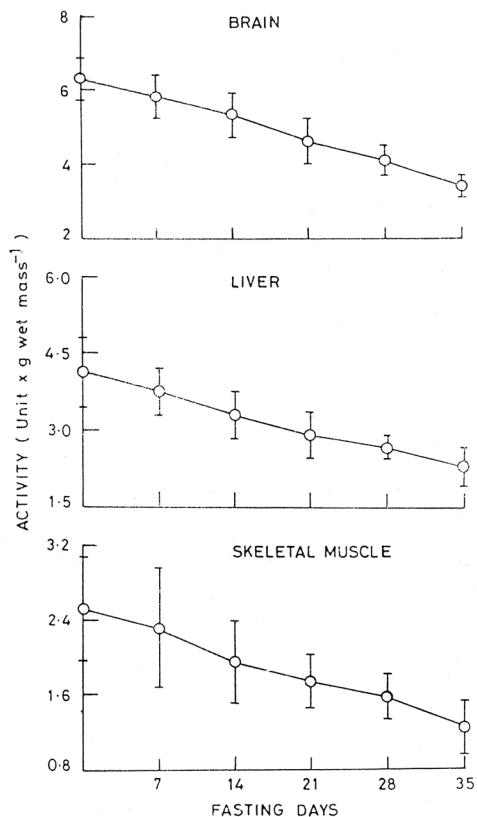 BRAIN
8
6
4
2
LIVER
6·0
4·5
3·0
1·5
SKELETAL MUSCLE
3·2
2·4
1·6
0·8
7 14 21 28 35
FASTING DAYS
ACTIVITY ( Unit x g wet mass⁻¹ )